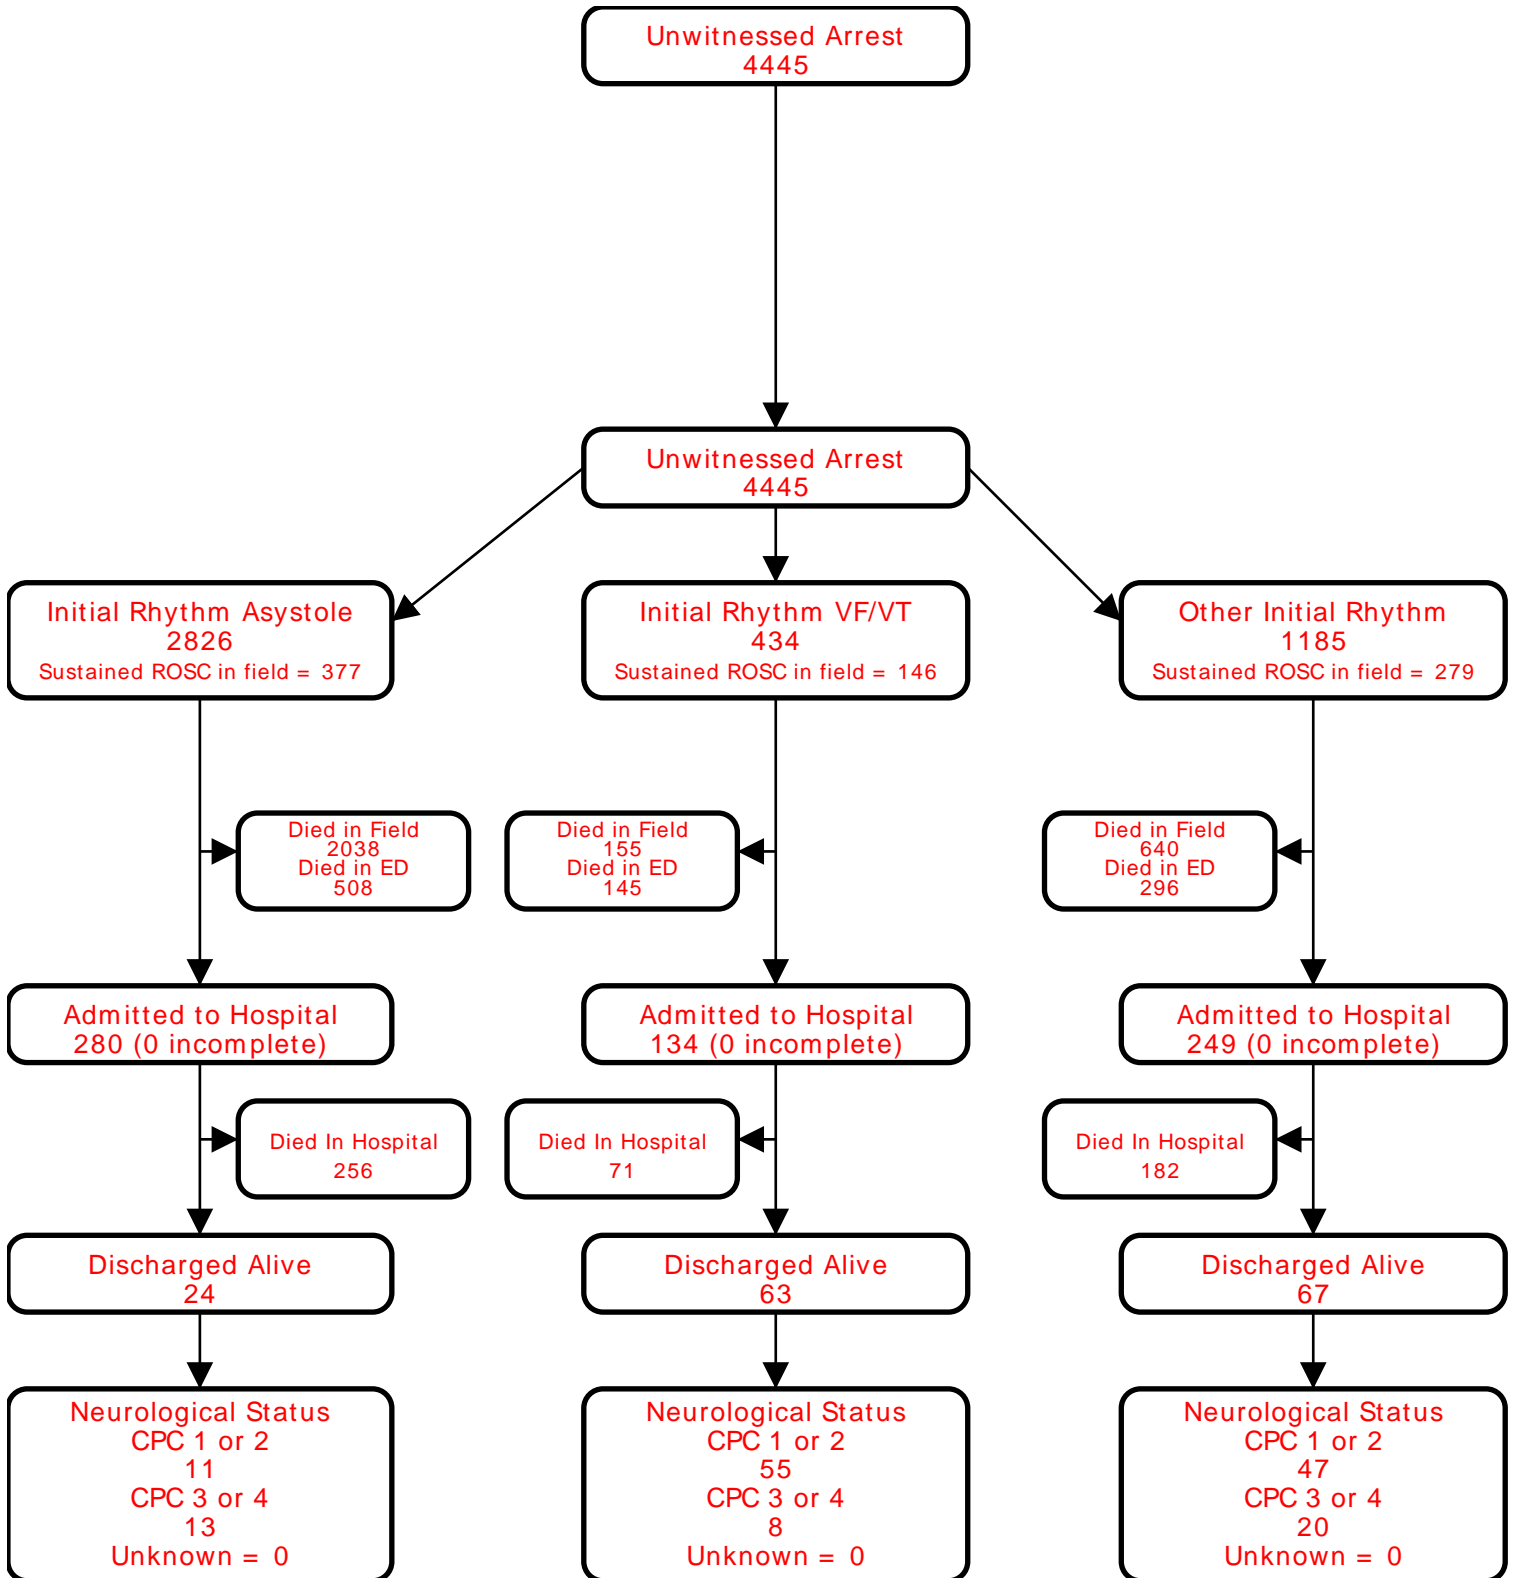 Unwitnessed Arrest
4445
Unwitnessed Arrest
4445
Initial Rhythm Asystole
2826
Sustained ROSC in field = 377
Initial Rhythm VF/VT
434
Sustained ROSC in field = 146
Other Initial Rhythm
1185
Sustained ROSC in field = 279
Died in Field
2038
Died in ED
508
Died in Field
155
Died in ED
145
Died in Field
640
Died in ED
296
Admitted to Hospital
280 (0 incomplete)
Admitted to Hospital
134 (0 incomplete)
Admitted to Hospital
249 (0 incomplete)
Died In Hospital
256
Died In Hospital
71
Died In Hospital
182
Discharged Alive
24
Discharged Alive
63
Discharged Alive
67
Neurological Status
CPC 1 or 2
11
CPC 3 or 4
13
Unknown = 0
Neurological Status
CPC 1 or 2
55
CPC 3 or 4
8
Unknown = 0
Neurological Status
CPC 1 or 2
47
CPC 3 or 4
20
Unknown = 0